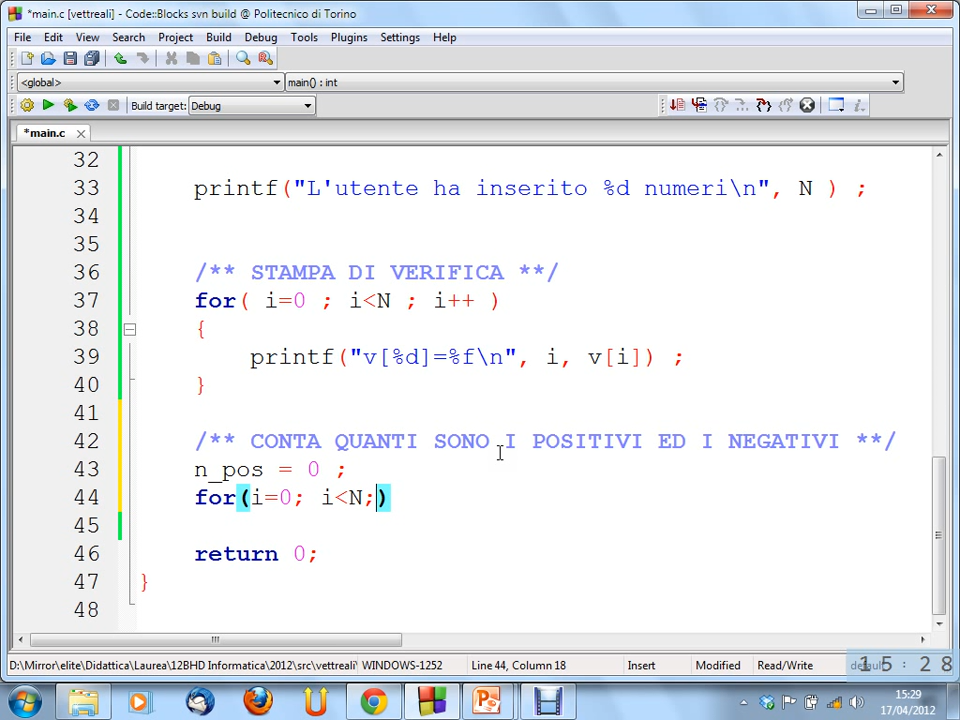 *main.c [vettreali] - Code::Blocks svn build @ Politecnico di Torino
File Edit View Search Project Build Debug Tools Plugins Settings Help
<global> main() : int
Build target: Debug
*main.c
32
33 printf("L'utente ha inserito %d numeri\n", N ) ;
34
35
36 /** STAMPA DI VERIFICA **/
37 for( i=0 ; i<N ; i++ )
38 {
39 printf("v[%d]=%f\n", i, v[i]) ;
40 }
41
42 /** CONTA QUANTI SONO I POSITIVI ED I NEGATIVI **/
43 n_pos = 0 ;
44 for(i=0; i<N;)
45
46 return 0;
47 }
48
D:\Mirror\elite\Didattica\Laurea\12BHD Informatica\2012\src\vettreali\ WINDOWS-1252 Line 44, Column 18 Insert Modified Read/Write default
15:28
15:29
17/04/2012